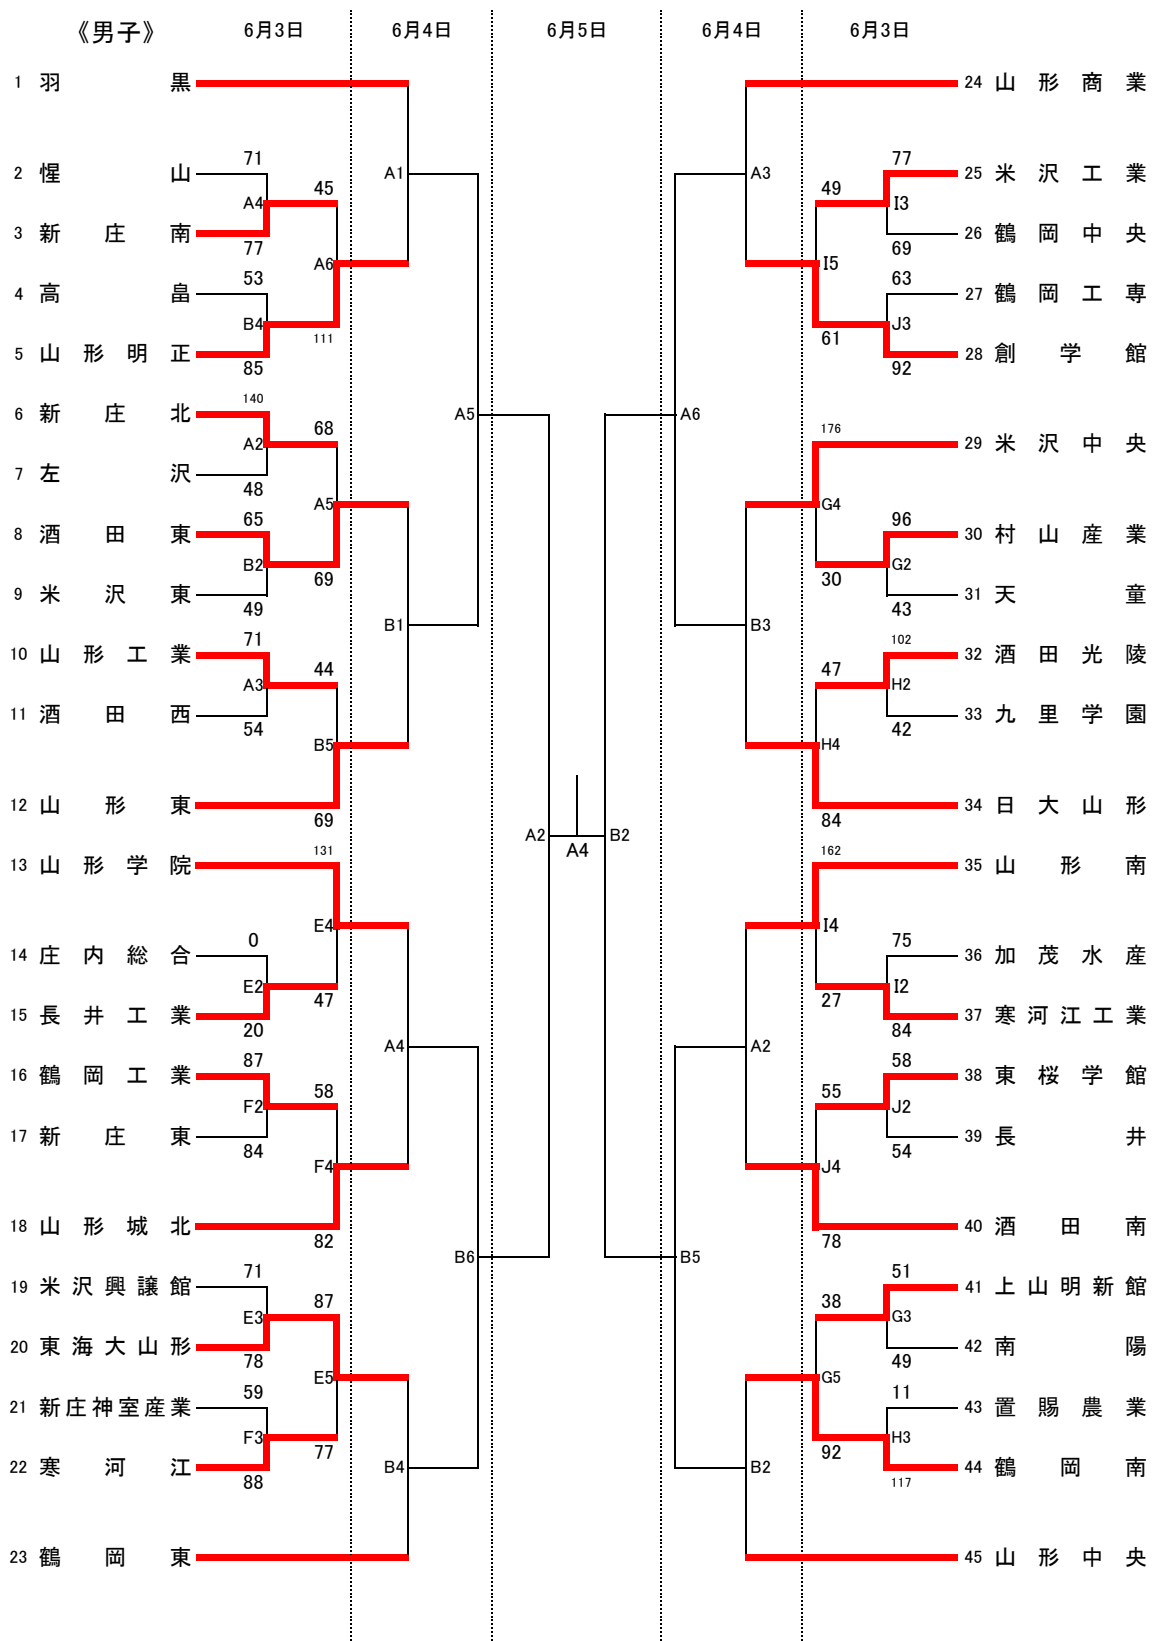 《男子》 6月3日 6月4日 6月5日 6月4日 6月3日
1 羽黒 24 山形商業
71 77
2 惺山 A1 A3 25 米沢工業
45 49
A4 I3
3 新庄南 26 鶴岡中央
77 69
A6 I5
53 63
4 高畠 27 鶴岡工専
B4 J3
111 61
5 山形明正 28 創学館
85 92
140
6 新庄北 A5 A6
68 176
A2 29 米沢中央
7 左沢
48
A5 G4
65 96
8 酒田東 30 村山産業
B2 G2
69 30
9 米沢東 31 天童
49 43
B1 B3
71 102
10 山形工業 32 酒田光陵
44 47
A3 H2
11 酒田西 33 九里学園
54 42
B5 H4
12 山形東 34 日大山形
69 84
A2 B2
A4
131 162
13 山形学院 35 山形南
E4 I4
0 75
14 庄内総合 36 加茂水産
E2 I2
47 27
15 長井工業 37 寒河江工業
20 84
A4 A2
87 58
16 鶴岡工業 38 東桜学館
58 55
F2 J2
17 新庄東 39 長井
84 54
F4 J4
18 山形城北 40 酒田南
82 78
B6 B5
71 51
19 米沢興譲館 41 上山明新館
87 38
E3 G3
20 東海大山形 42 南陽
78 49
E5 G5
59 11
21 新庄神室産業 43 置賜農業
F3 H3
77 92
22 寒河江 B4 B2 44 鶴岡南
88 117
23 鶴岡東 45 山形中央